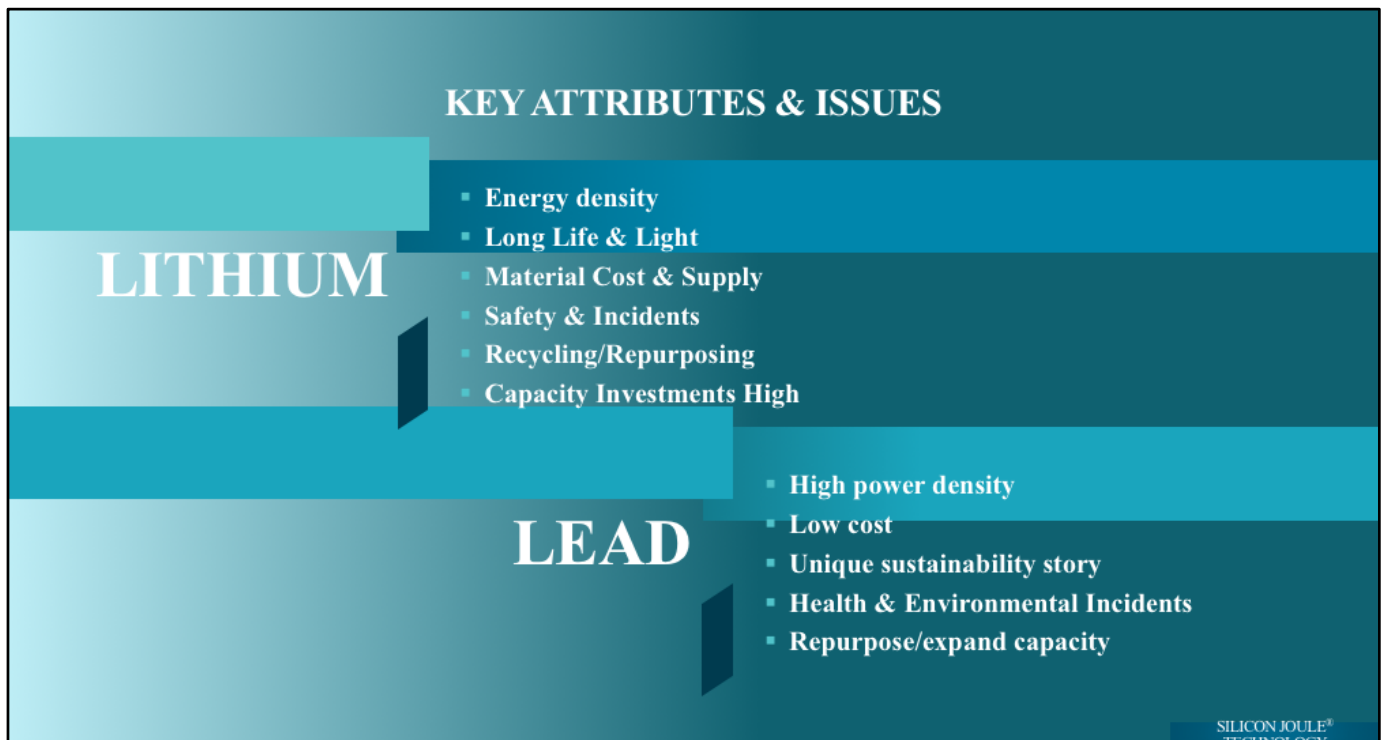 KEY ATTRIBUTES & ISSUES
Energy density
Long Life & Light
LITHIUM
Material Cost & Supply
Safety & Incidents
Recycling/Repurposing
Capacity Investments High
High power density
Low cost
LEAD
Unique sustainability story
Health & Environmental Incidents
Repurpose/expand capacity
SILICON JOULE®
TECHNOLOGY